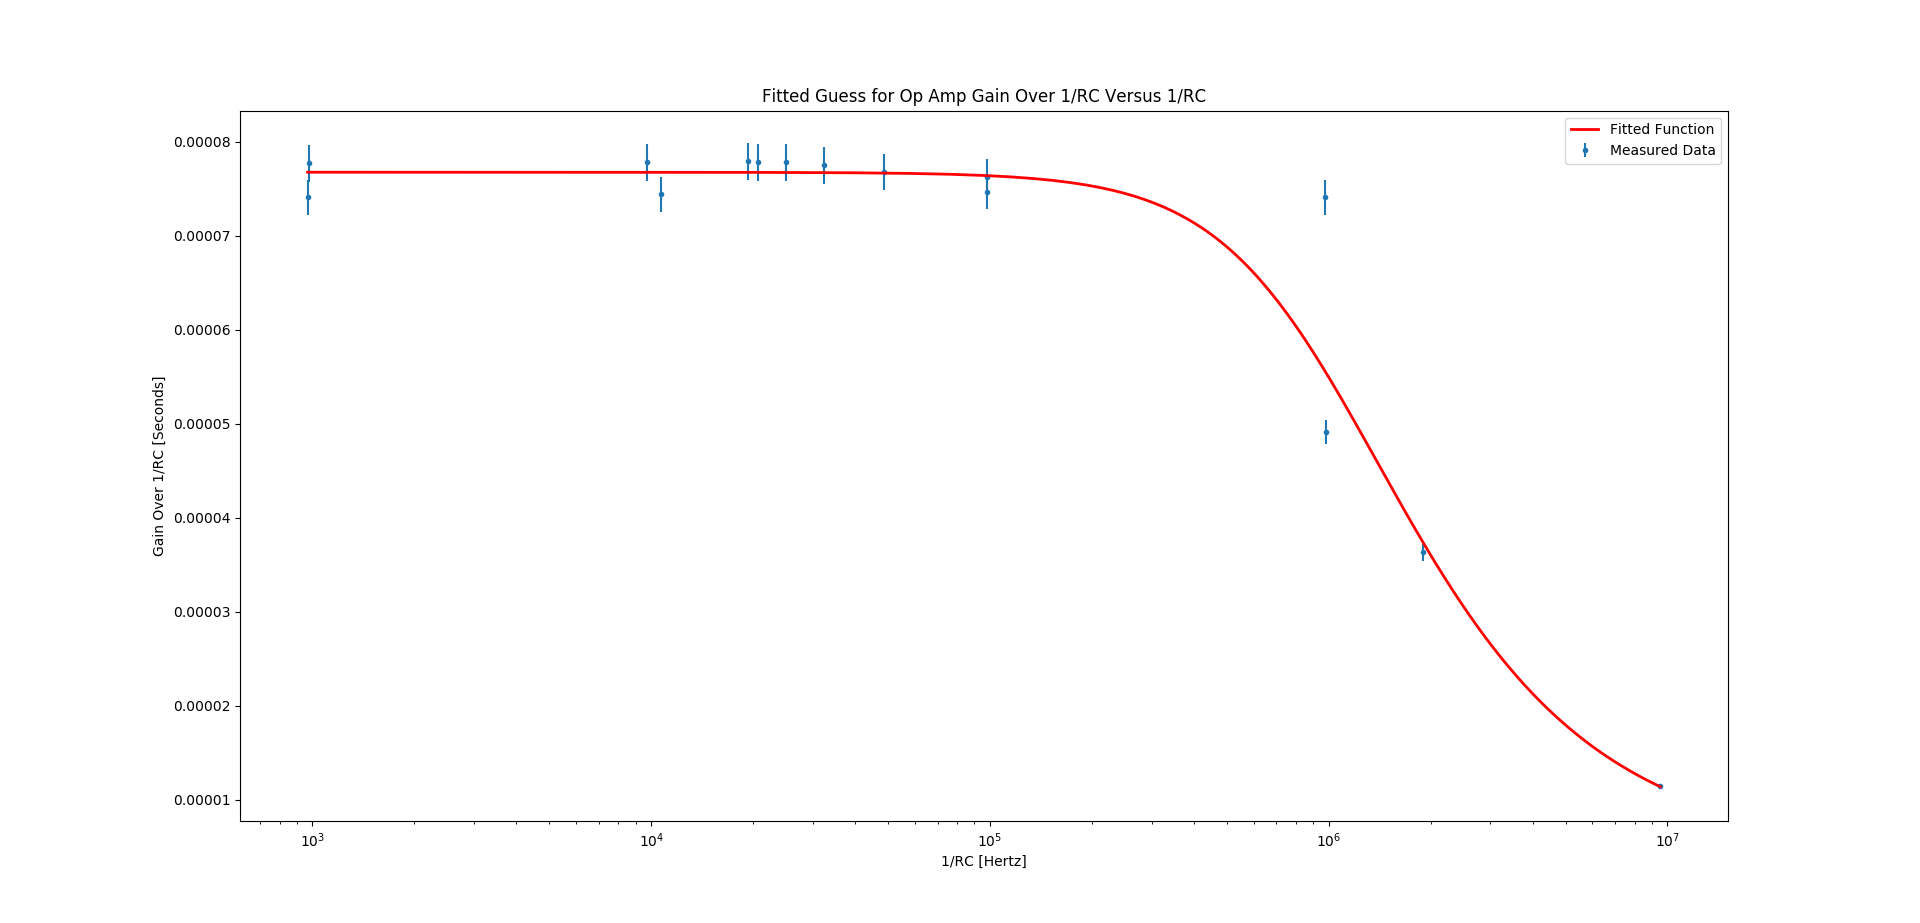 Fitted Guess for Op Amp Gain Over 1/RC Versus 1/RC
Fitted Function
Measured Data
0.00008
0.00007
0.00006
0.00005
0.00004
0.00003
0.00002
0.00001
Gain Over 1/RC [Seconds]
10³ 10⁴ 10⁵ 10⁶ 10⁷
1/RC [Hertz]